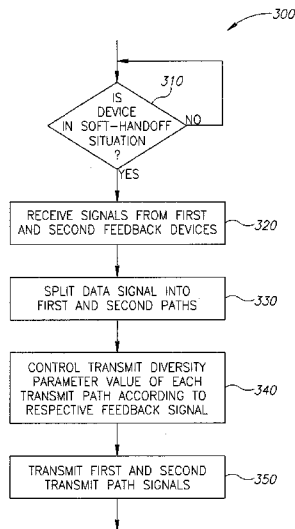 300
310
IS
DEVICE
IN SOFT-HANDOFF
SITUATION
?
NO
YES
RECEIVE SIGNALS FROM FIRST
AND SECOND FEEDBACK DEVICES
320
SPLIT DATA SIGNAL INTO
FIRST AND SECOND PATHS
330
CONTROL TRANSMIT DIVERSITY
PARAMETER VALUE OF EACH
TRANSMIT PATH ACCORDING TO
RESPECTIVE FEEDBACK SIGNAL
340
TRANSMIT FIRST AND SECOND
TRANSMIT PATH SIGNALS
350